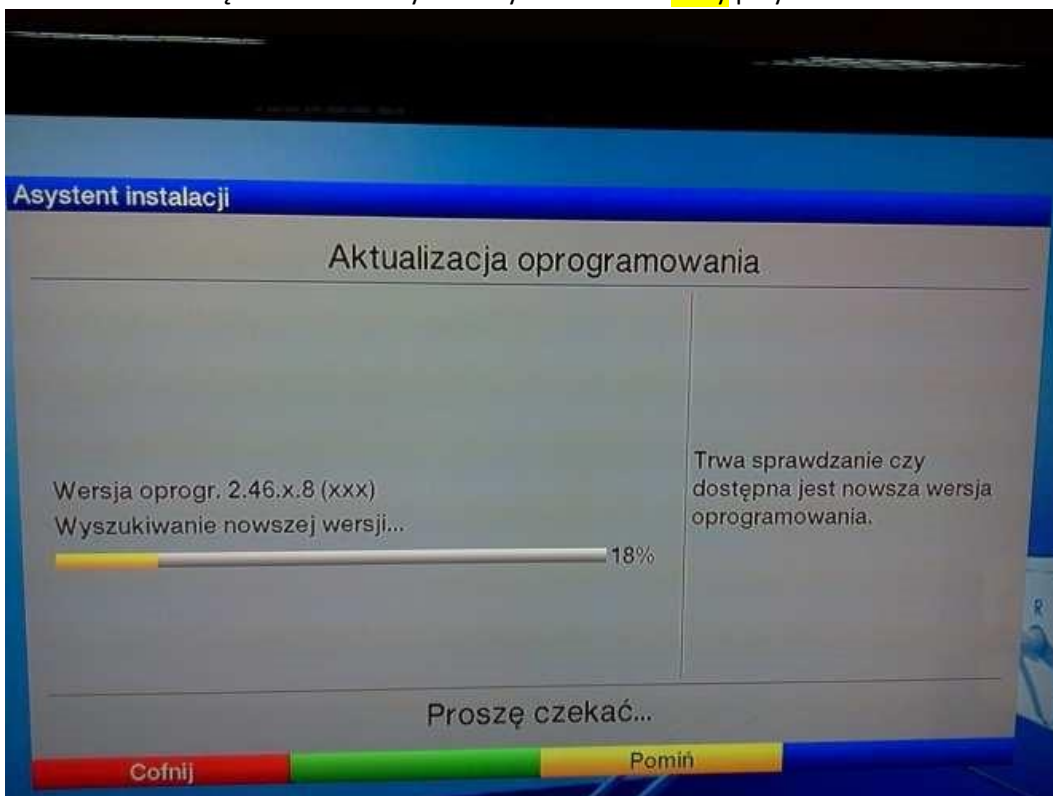 Asystent instalacji
Aktualizacja oprogramowania
Wersja oprogr. 2.46.x.8 (xxx)
Wyszukiwanie nowszej wersji...
18%
Trwa sprawdzanie czy
dostępna jest nowsza wersja
oprogramowania.
R
Proszę czekać...
Cofnij
Pomiń